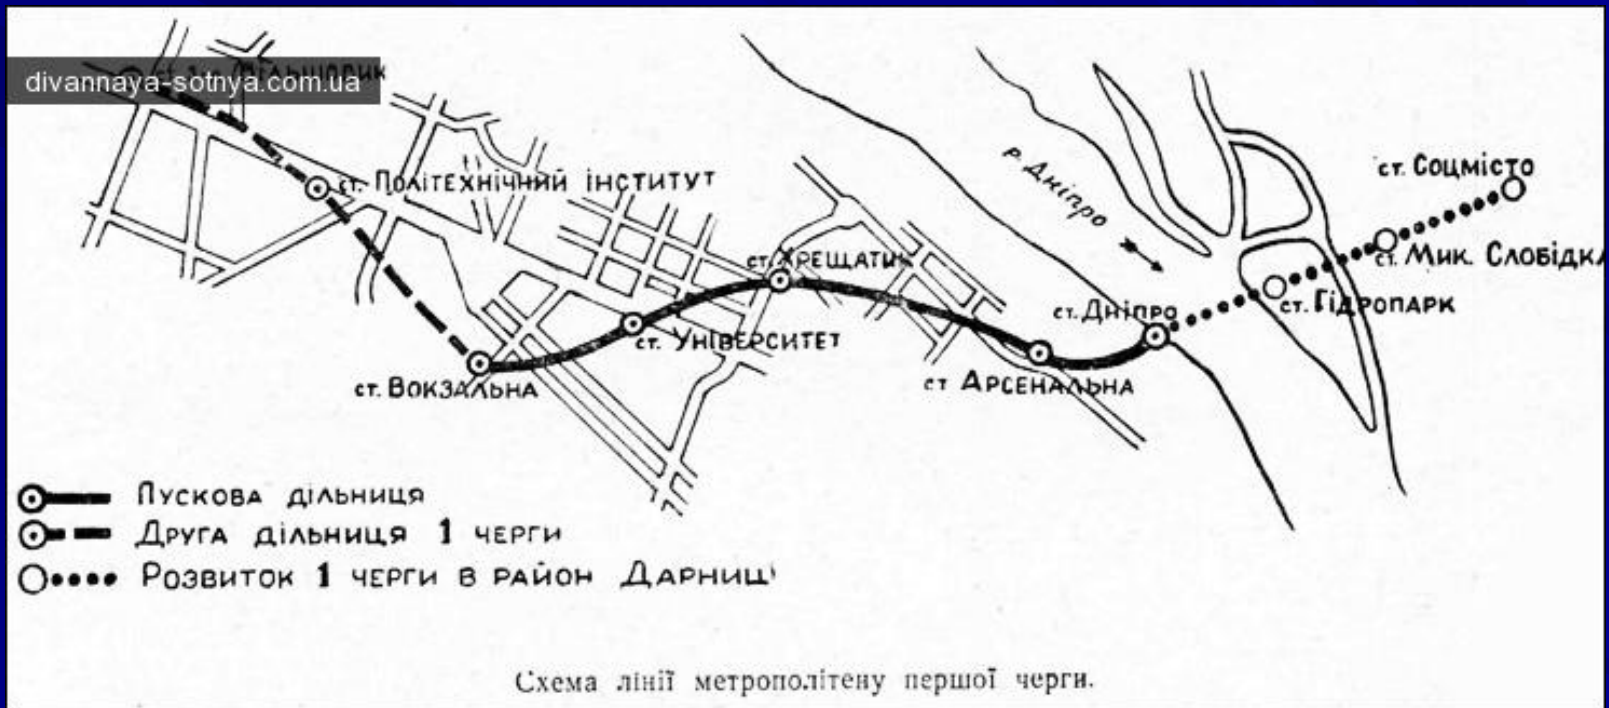 divannaya-sotnya.com.ua
ст. Політехнічний інститут
ст. Вокзальна
ст. Університет
ст. Хрещатик
ст. Арсенальна
ст. Дніпро
р. Дніпро
ст. Гідропарк
ст. Мик. Слобідка
ст. Соцмісто
Пускова дільниця
Друга дільниця 1 черги
Розвиток 1 черги в район Дарниці
Схема лінії метрополітену першої черги.